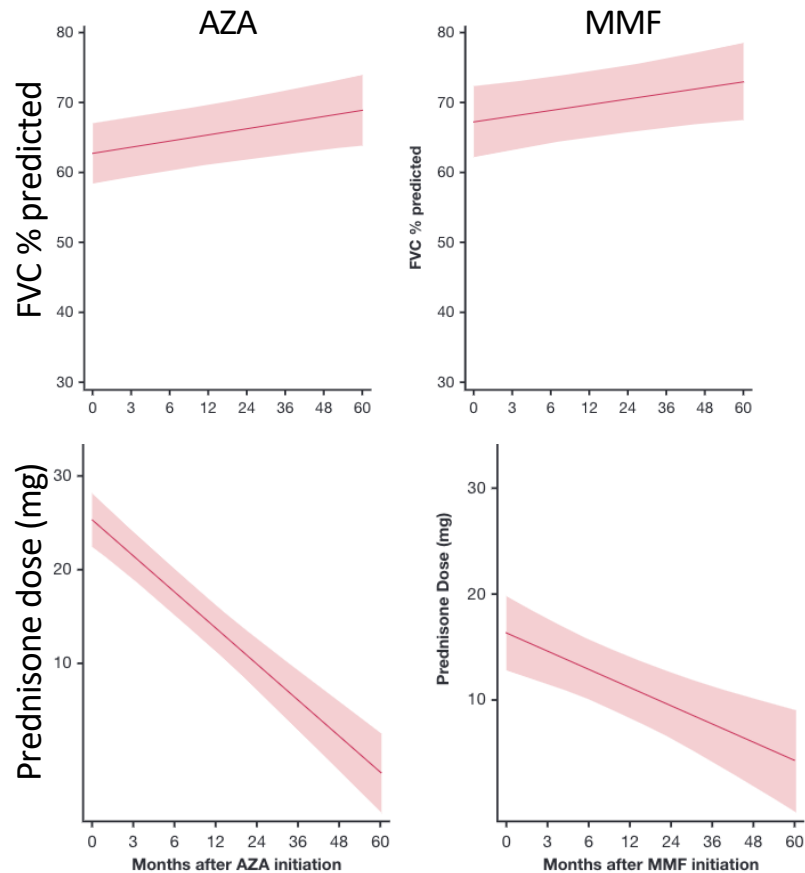 AZA
MMF
FVC % predicted
80
70
60
50
40
30
0 3 6 12 24 36 48 60
FVC % predicted
80
70
60
50
40
30
0 3 6 12 24 36 48 60
Prednisone dose (mg)
30
20
10
0 3 6 12 24 36 48 60
Months after AZA initiation
Prednisone Dose (mg)
30
20
10
0 3 6 12 24 36 48 60
Months after MMF initiation